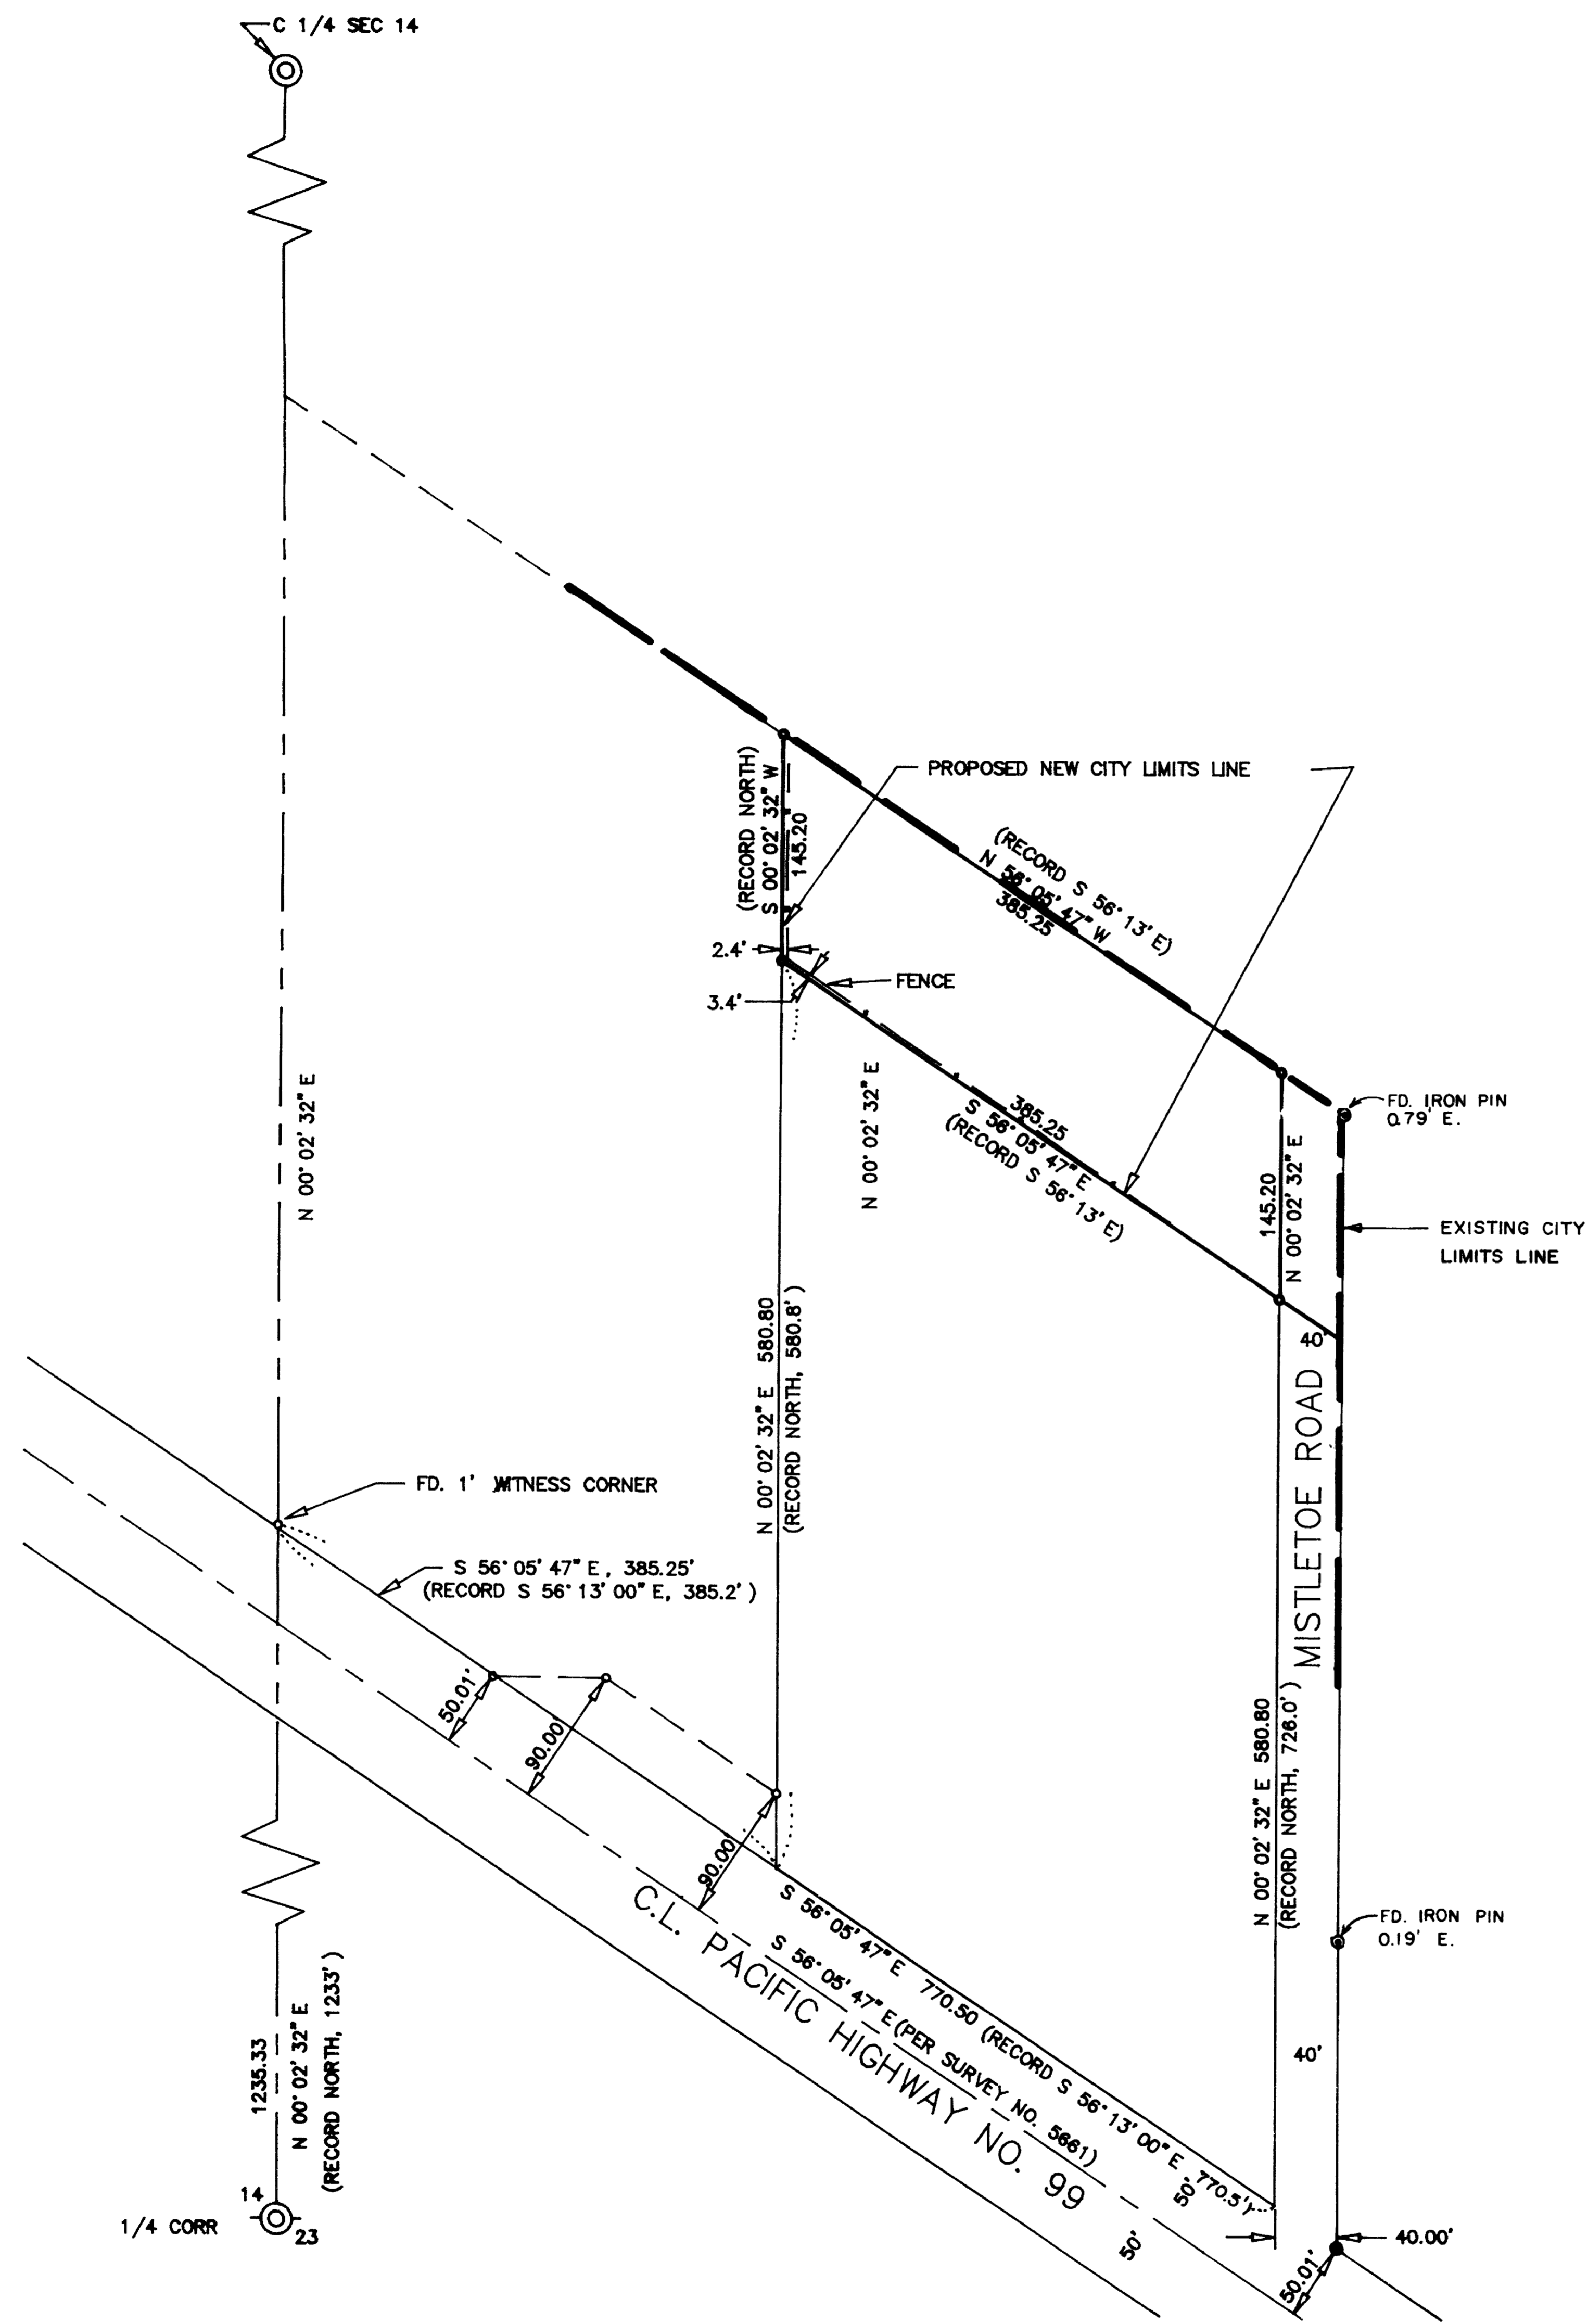 C 1/4 SEC 14
PROPOSED NEW CITY LIMITS LINE
(RECORD NORTH)
S 00° 02' 32" W
145.20
(RECORD S 56° 13' E)
N 56° 05' 47" W
385.25
2.4'
FENCE
3.4'
385.25
S 56° 05' 47" E
(RECORD S 56° 13' E)
N 00° 02' 32" E
N 00° 02' 32" E
FD. IRON PIN
0.79' E.
145.20
N 00° 02' 32" E
EXISTING CITY
LIMITS LINE
N 00° 02' 32" E 580.80
(RECORD NORTH, 580.8' )
40'
MISTLETOE ROAD
FD. 1' WITNESS CORNER
S 56° 05' 47" E, 385.25'
(RECORD S 56° 13' 00" E, 385.2' )
50.01'
90.00'
90.00'
N 00° 02' 32" E 580.80
(RECORD NORTH, 726.0' )
FD. IRON PIN
0.19' E.
S 56° 05' 47" E 770.50 (RECORD S 56° 13' 00" E 770.5')
S 56° 05' 47" E (PER SURVEY NO. 5661)
C.L. PACIFIC HIGHWAY NO. 99
1235.33
N 00° 02' 32" E
(RECORD NORTH, 1233' )
40'
50'
50'
14
1/4 CORR
23
40.00'
50.01'